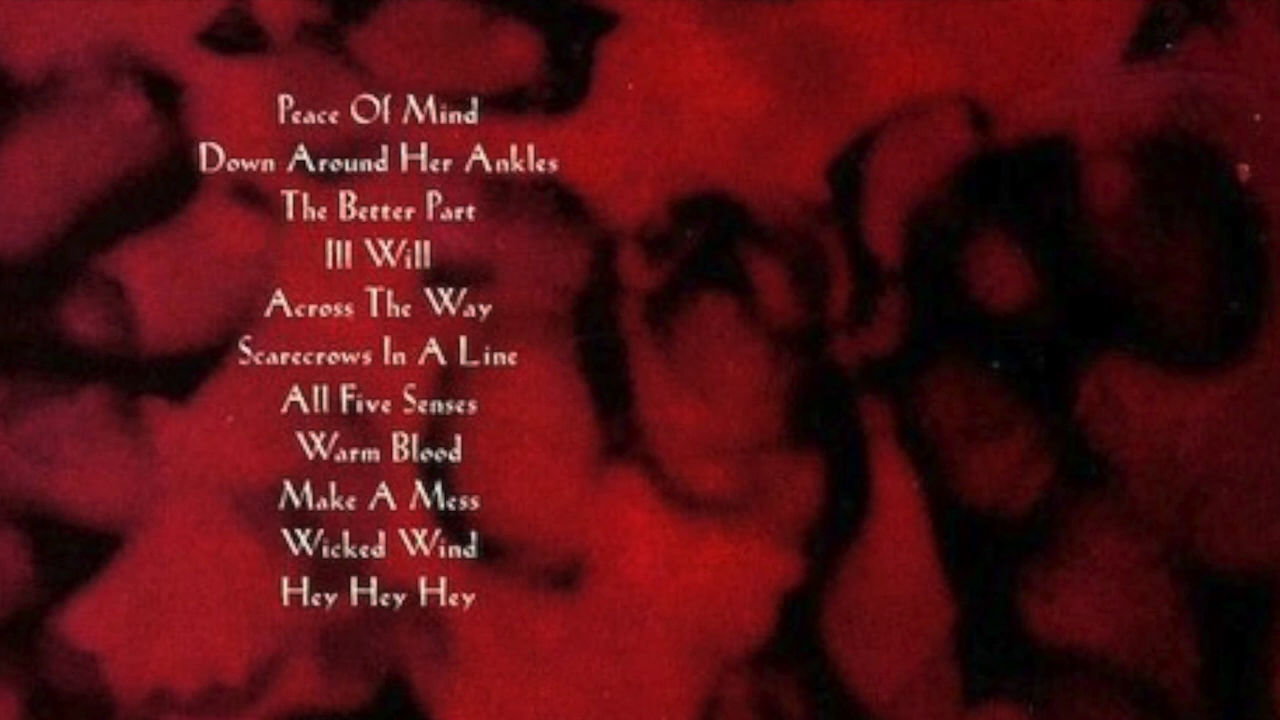 Peace Of Mind
Down Around Her Ankles
The Better Part
Ill Will
Across The Way
Scarecrows In A Line
All Five Senses
Warm Blood
Make A Mess
Wicked Wind
Hey Hey Hey